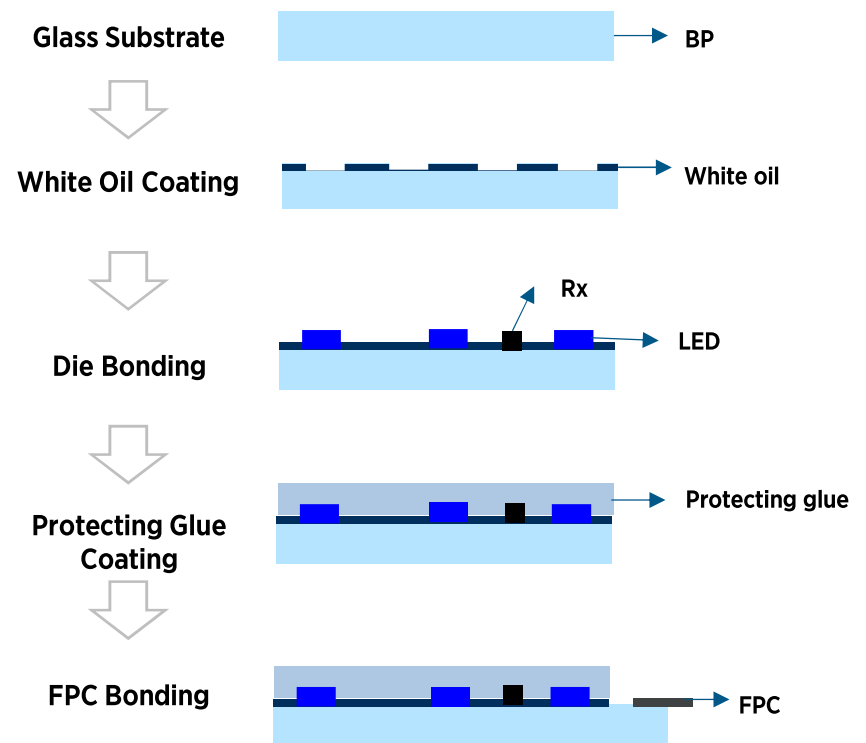 Glass Substrate
BP
White Oil Coating
White oil
Rx
LED
Die Bonding
Protecting glue
Protecting Glue
Coating
FPC Bonding
FPC